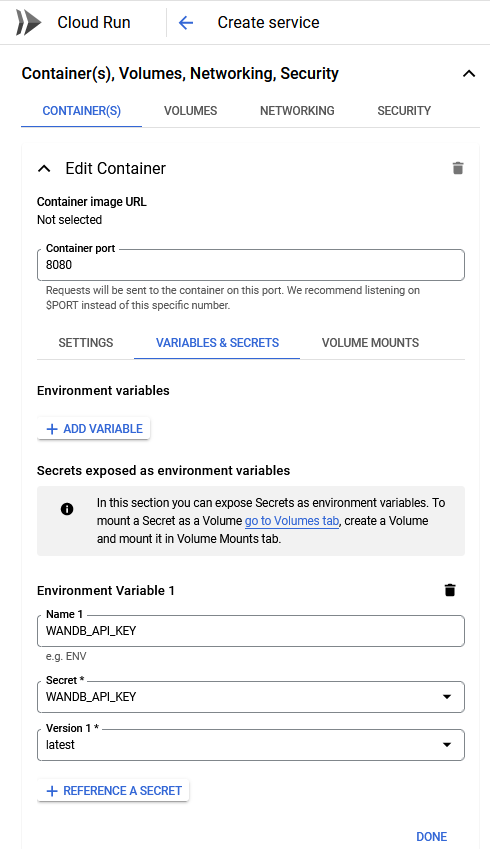 Cloud Run
Create service
Container(s), Volumes, Networking, Security
CONTAINER(S)
VOLUMES
NETWORKING
SECURITY
Edit Container
Container image URL
Not selected
Container port
8080
Requests will be sent to the container on this port. We recommend listening on
$PORT instead of this specific number.
SETTINGS
VARIABLES & SECRETS
VOLUME MOUNTS
Environment variables
ADD VARIABLE
Secrets exposed as environment variables
In this section you can expose Secrets as environment variables. To
mount a Secret as a Volume go to Volumes tab, create a Volume
and mount it in Volume Mounts tab.
Environment Variable 1
Name 1
WANDB_API_KEY
e.g. ENV
Secret *
WANDB_API_KEY
Version 1 *
latest
REFERENCE A SECRET
DONE